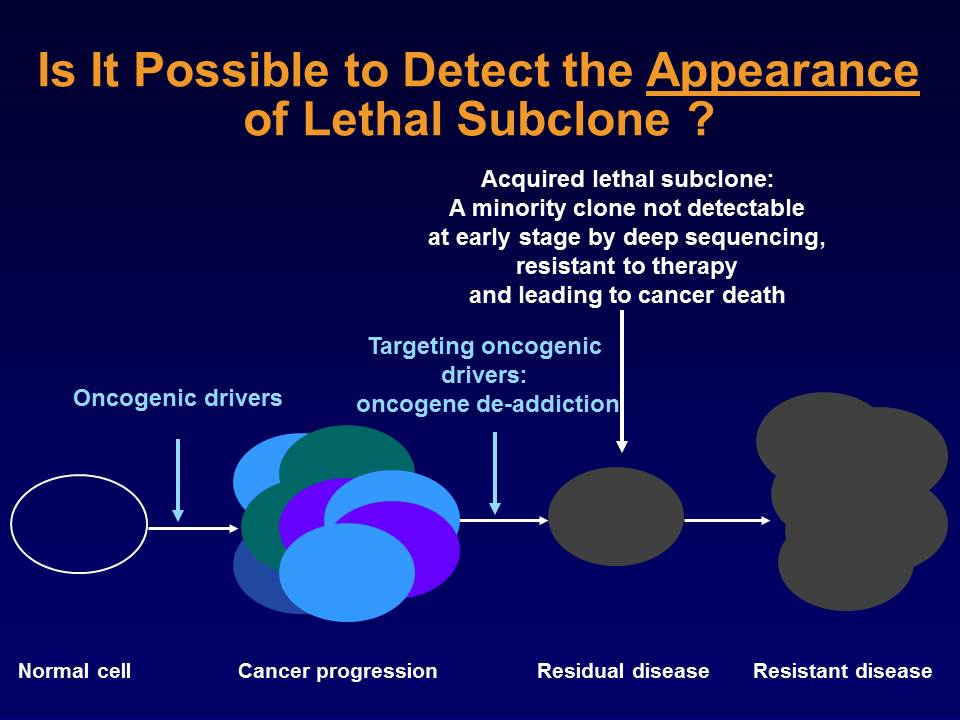 Is It Possible to Detect the Appearance
of Lethal Subclone ?
Acquired lethal subclone:
A minority clone not detectable
at early stage by deep sequencing,
resistant to therapy
and leading to cancer death
Targeting oncogenic
drivers:
oncogene de-addiction
Oncogenic drivers
Normal cell
Cancer progression
Residual disease
Resistant disease